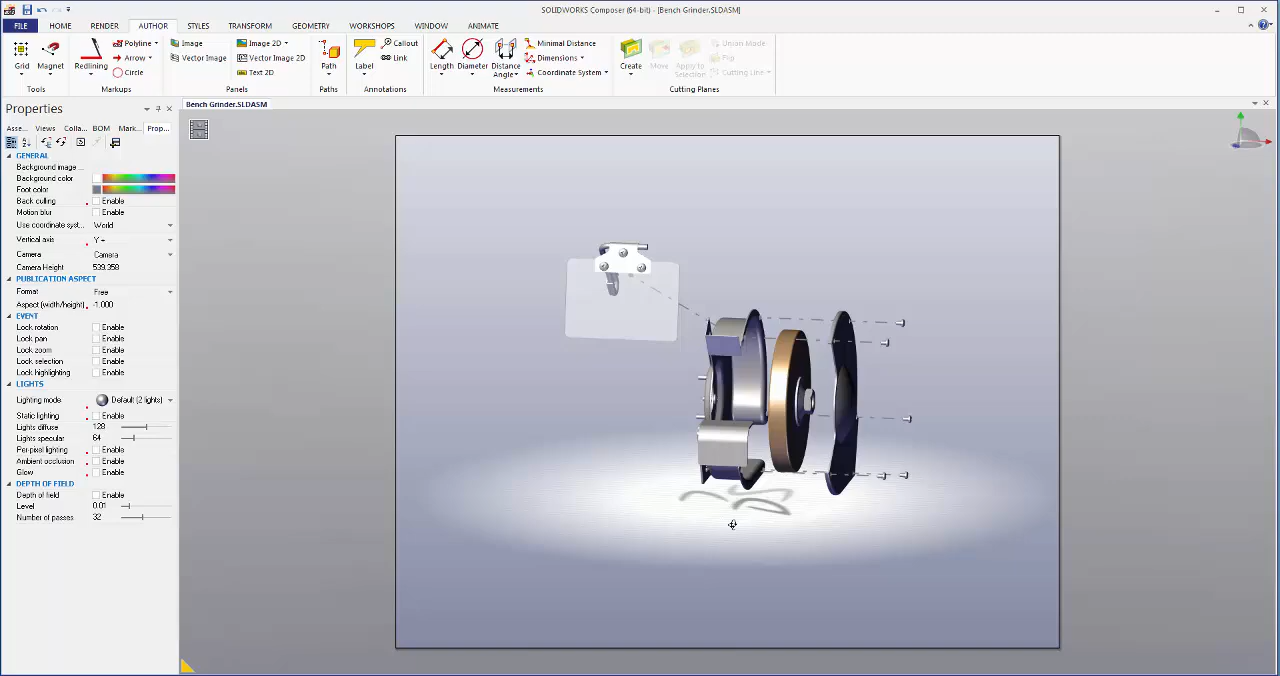 SOLIDWORKS Composer (64-bit) - [Bench Grinder.SLDASM]
FILE HOME RENDER AUTHOR STYLES TRANSFORM GEOMETRY WORKSHOPS WINDOW ANIMATE
Grid Magnet Redlining Polyline Arrow Circle Image Vector Image Image 2D Vector Image 2D Text 2D Path Label Callout Link Length Diameter Distance Angle Minimal Distance Dimensions Coordinate System Create Move Apply to Selection Unran Mode Pop Cutting Line
Tools Markups Panels Paths Annotations Measurements Cutting Planes
Properties
Bench Grinder.SLDASM
Asse... Views Colla... BOM Mark... Prop...
GENERAL
Background image...
Background color
Foot color
Back culling Enable
Motion blur Enable
Use coordinate syst... World
Vertical axis Y +
Camera Camera
Camera Height 539.358
PUBLICATION ASPECT
Format Free
Aspect (width/height) -1.000
EVENT
Lock rotation Enable
Lock pan Enable
Lock zoom Enable
Lock selection Enable
Lock highlighting Enable
LIGHTS
Lighting mode Default (2 lights)
Static lighting Enable
Lights diffuse 128
Lights specular 64
Per-pixel lighting Enable
Ambient occlusion Enable
Glow Enable
DEPTH OF FIELD
Depth of field Enable
Level 0.01
Number of passes 32